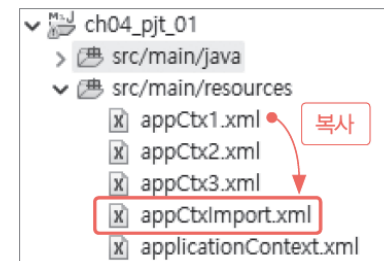 ch04_pjt_01
src/main/java
src/main/resources
appCtx1.xml
복사
appCtx2.xml
appCtx3.xml
appCtxImport.xml
applicationContext.xml